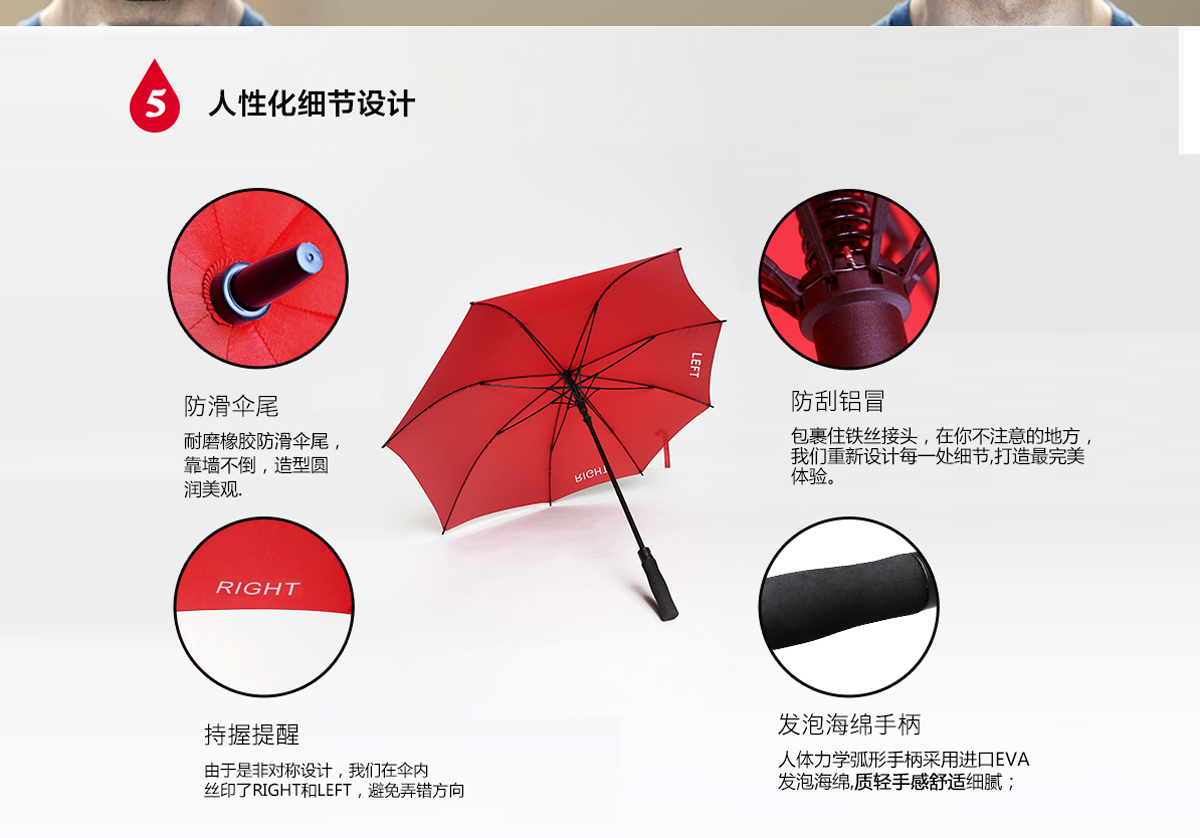 5 人性化细节设计
防滑伞尾
耐磨橡胶防滑伞尾，
靠墙不倒，造型圆
润美观.
防刮铝冒
包裹住铁丝接头，在你不注意的地方，
我们重新设计每一处细节,打造最完美
体验。
LEFT
RIGHT
RIGHT
持握提醒
由于是非对称设计，我们在伞内
丝印了RIGHT和LEFT，避免弄错方向
发泡海绵手柄
人体力学弧形手柄采用进口EVA
发泡海绵,质轻手感舒适细腻；